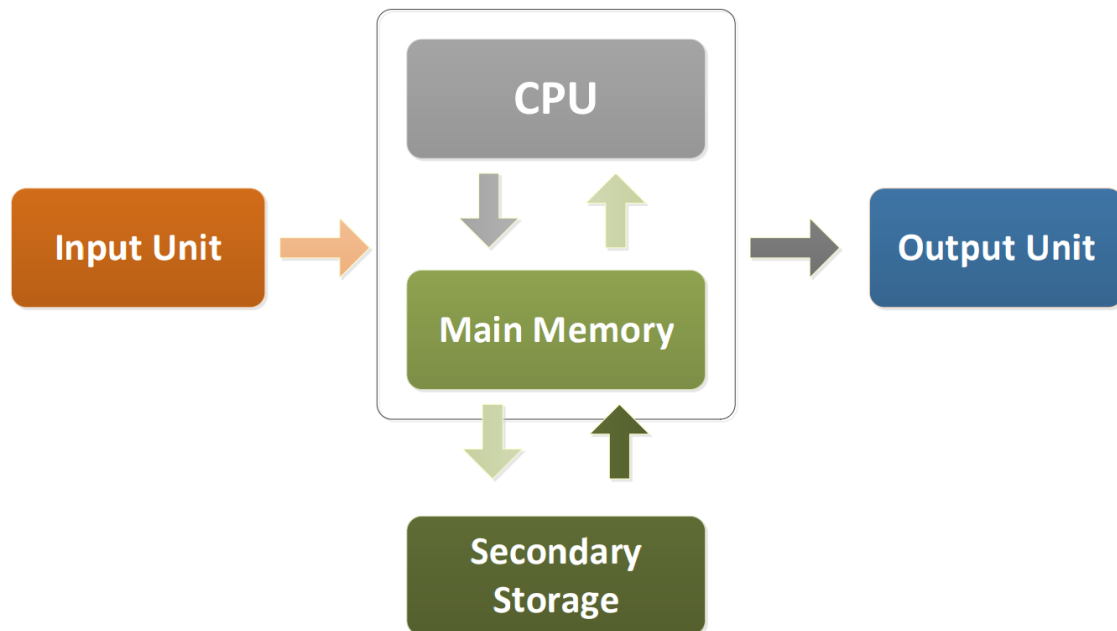 CPU
Input Unit
Output Unit
Main Memory
Secondary
Storage